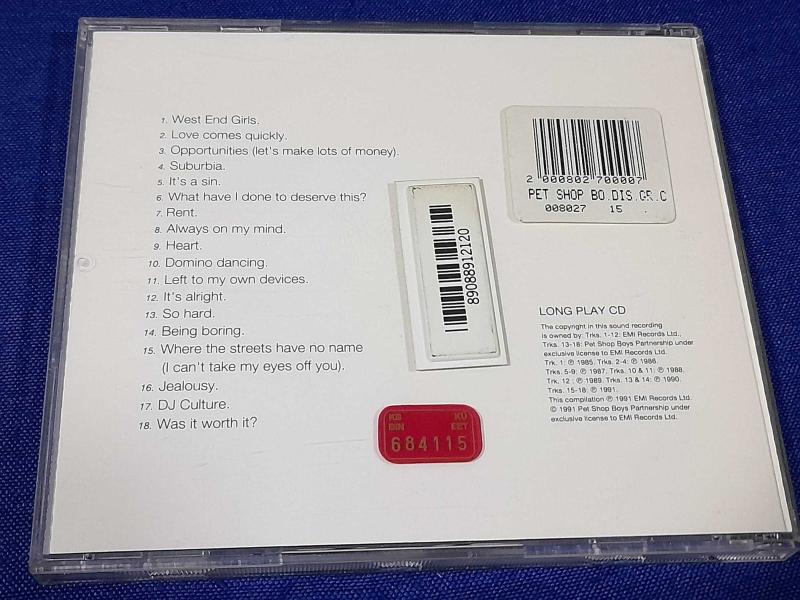 1. West End Girls.
2. Love comes quickly.
3. Opportunities (let's make lots of money).
4. Suburbia.
5. It's a sin.
6. What have I done to deserve this?
7. Rent.
8. Always on my mind.
9. Heart.
10. Domino dancing.
11. Left to my own devices.
12. It's alright.
13. So hard.
14. Being boring.
15. Where the streets have no name
(I can't take my eyes off you).
16. Jealousy.
17. DJ Culture.
18. Was it worth it?
2 000802 700007
PET SHOP BO.DIS.GR.C
008027 15 .
89088912120
KB KÜ
BIN EET
684115
LONG PLAY CD
The copyright in this sound recording
is owned by: Trks. 1-12: EMI Records Ltd.,
Trks. 13-18: Pet Shop Boys Partnership under
exclusive license to EMI Records Ltd.
Trk. 1: ℗ 1985. Trks. 2-4: ℗ 1986.
Trks. 5-9: ℗ 1987. Trks. 10 & 11: ℗ 1988.
Trk. 12 : ℗ 1989. Trks. 13 & 14: ℗ 1990.
Trks. 15-18: ℗ 1991.
This compilation ℗ 1991 EMI Records Ltd.
© 1991 Pet Shop Boys Partnership under
exclusive license to EMI Records Ltd.